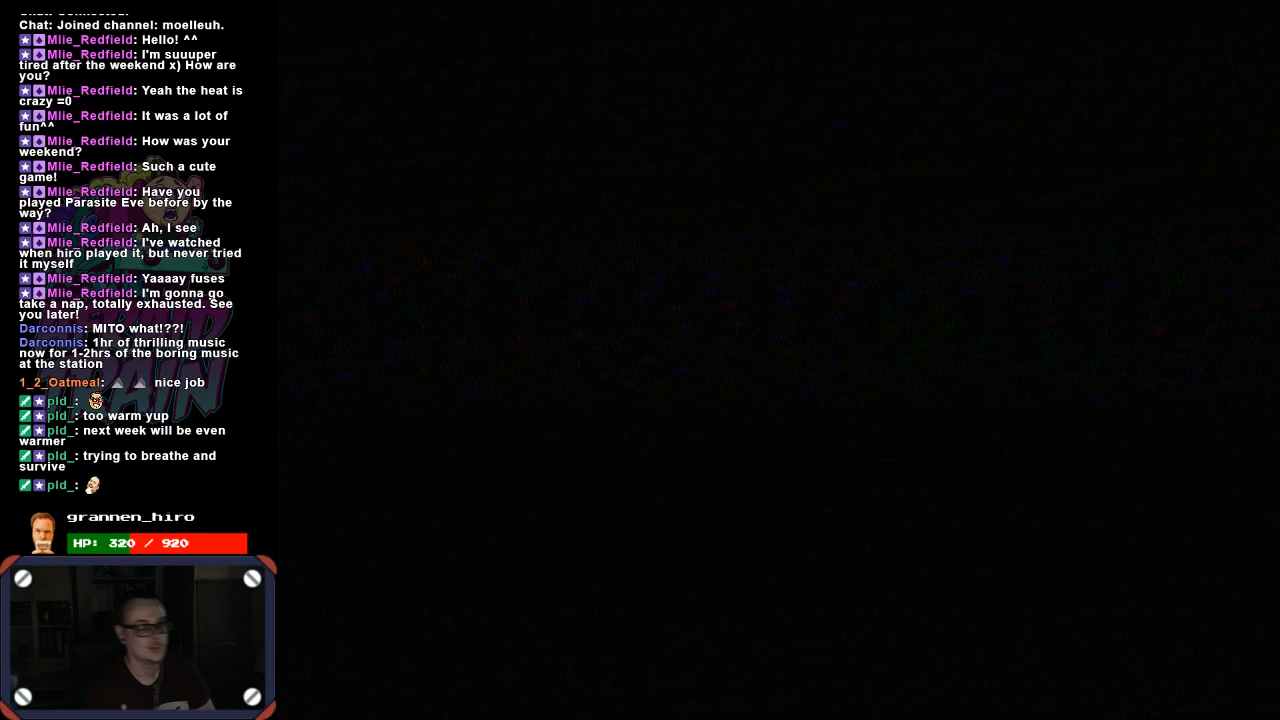 Chat: Joined channel: moelleuh.
Mlie_Redfield: Hello! ^^
Mlie_Redfield: I'm suuuper
tired after the weekend x) How are
you?
Mlie_Redfield: Yeah the heat is
crazy =0
Mlie_Redfield: It was a lot of
fun^^
Mlie_Redfield: How was your
weekend?
Mlie_Redfield: Such a cute
game!
Mlie_Redfield: Have you
played Parasite Eve before by the
way?
Mlie_Redfield: Ah, I see
Mlie_Redfield: I've watched
when hiro played it, but never tried
it myself
Mlie_Redfield: Yaaaay fuses
Mlie_Redfield: I'm gonna go
take a nap, totally exhausted. See
you later!
Darconnis: MITO what!??!
Darconnis: 1hr of thrilling music
now for 1-2hrs of the boring music
at the station
1_2_Oatmeal: nice job
pld_:
pld_: too warm yup
pld_: next week will be even
warmer
pld_: trying to breathe and
survive
pld_:
grannen_hiro
HP: 320 / 920
TRAIN